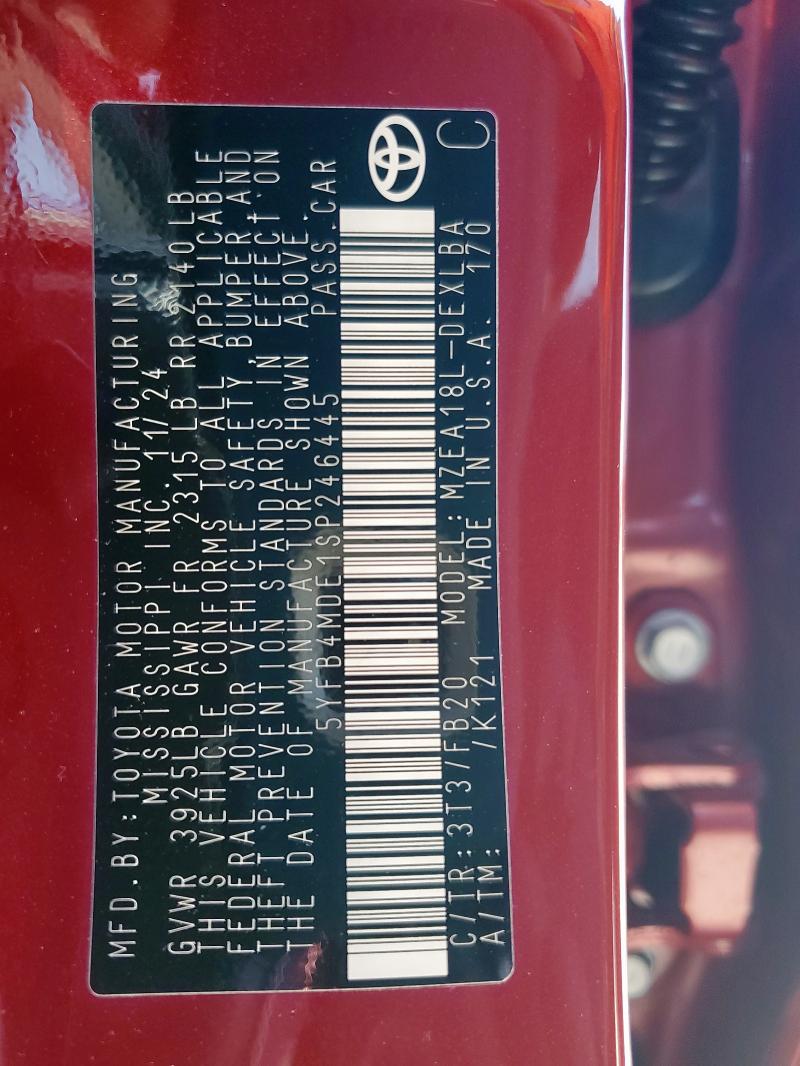 MFD.BY:TOYOTA MOTOR MANUFACTURING
MISSISSIPPI INC. 11/24
GVWR 3925LB GAWR FR 2315 LB RR 2140LB
THIS VEHICLE CONFORMS TO ALL APPLICABLE
FEDERAL MOTOR VEHICLE SAFETY, BUMPER AND
THEFT PREVENTION STANDARDS IN EFFECT ON
THE DATE OF MANUFACTURE SHOWN ABOVE.
5YFB4MDE1SP246445 PASS.CAR
C/TR:3T3/FB20 MODEL:MZEA18L-DEXLBA
A/TM: /K121 MADE IN U.S.A. 170
C